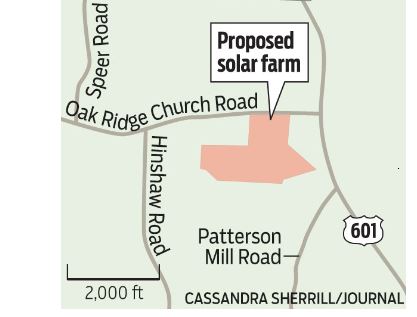 Speer Road
Proposed
solar farm
Oak Ridge Church Road
Hinshaw Road
601
Patterson
Mill Road
2,000 ft
CASSANDRA SHERRILL/JOURNAL